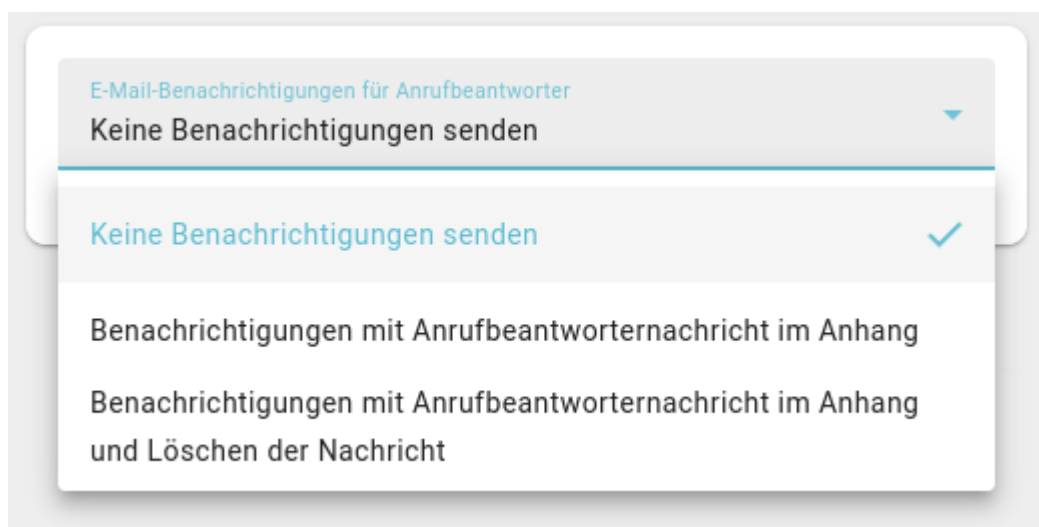 E-Mail-Benachrichtigungen für Anrufbeantworter
Keine Benachrichtigungen senden
Keine Benachrichtigungen senden
Benachrichtigungen mit Anrufbeantworternachricht im Anhang
Benachrichtigungen mit Anrufbeantworternachricht im Anhang
und Löschen der Nachricht